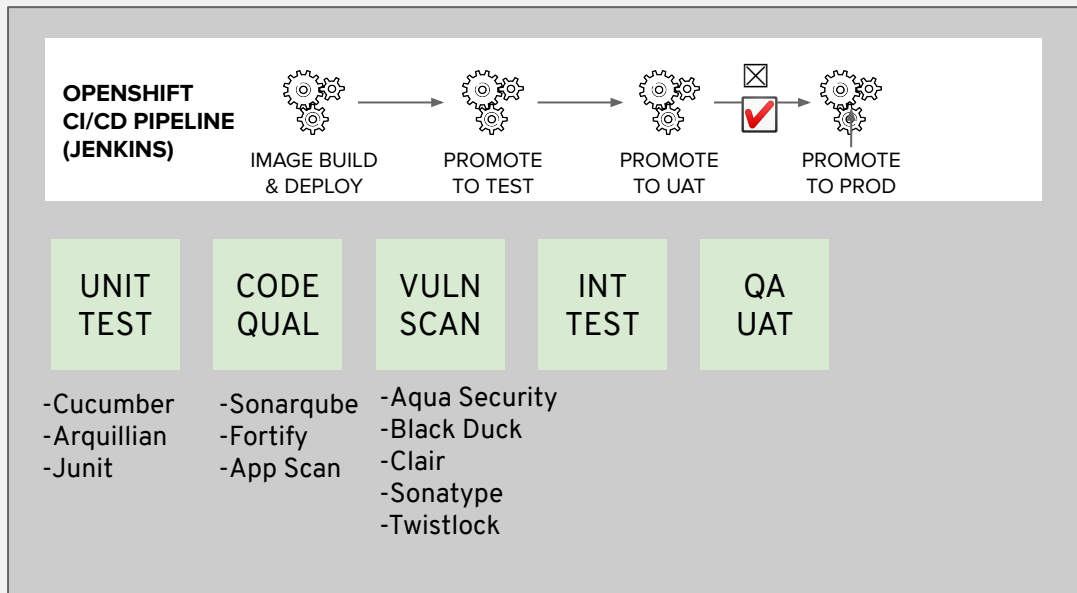 OPENSHIFT
CI/CD PIPELINE
(JENKINS)
IMAGE BUILD
& DEPLOY
PROMOTE
TO TEST
PROMOTE
TO UAT
PROMOTE
TO PROD
UNIT
TEST
CODE
QUAL
VULN
SCAN
INT
TEST
QA
UAT
-Cucumber
-Arquillian
-Junit
-Sonarqube
-Fortify
-App Scan
-Aqua Security
-Black Duck
-Clair
-Sonatype
-Twistlock